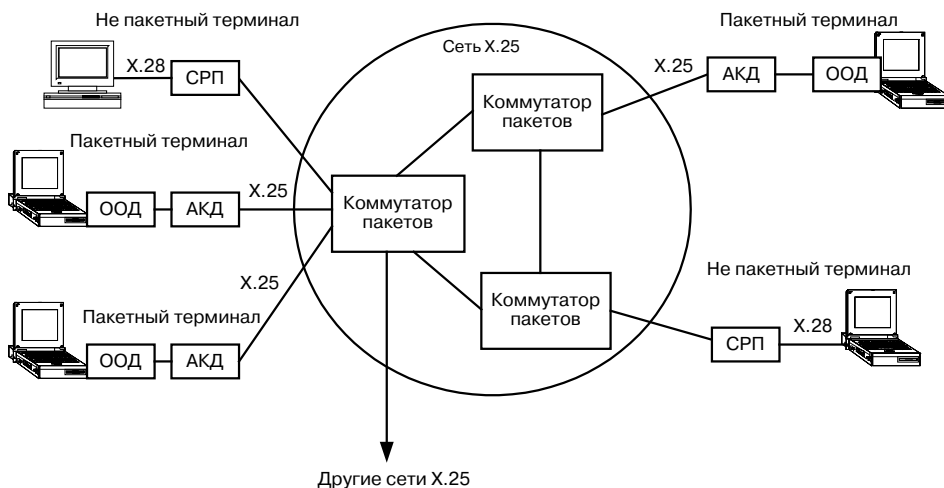 Не пакетный терминал
Пакетный терминал
Сеть X.25
X.28
СРП
X.25
АКД
ООД
Коммутатор
пакетов
Пакетный терминал
X.25
ООД
АКД
Коммутатор
пакетов
X.25
Не пакетный терминал
Коммутатор
пакетов
Пакетный терминал
X.28
СРП
ООД
АКД
Другие сети X.25